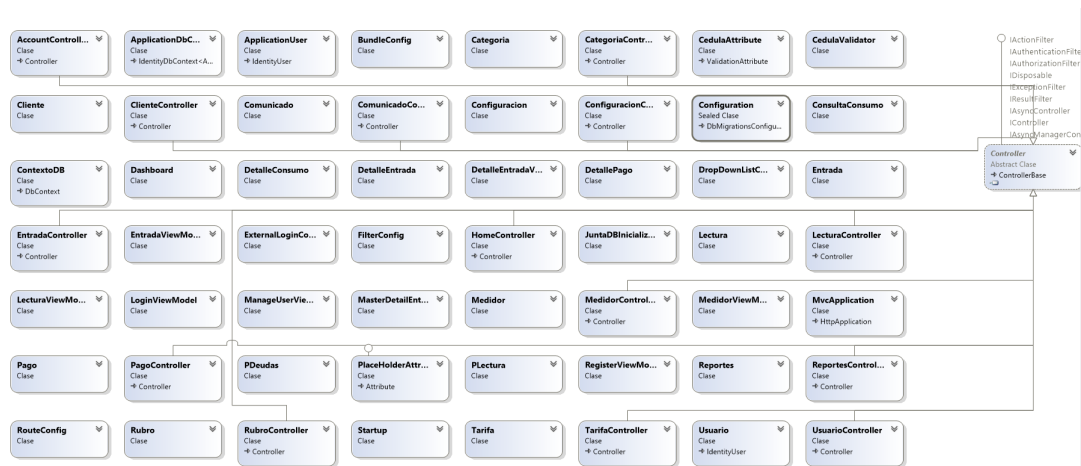 AccountControll...
Clase
Controller
ApplicationDbC...
Clase
IdentityDbContext<A...
ApplicationUser
Clase
IdentityUser
BundleConfig
Clase
Categoria
Clase
CategoriaContr...
Clase
Controller
CedulaAttribute
Clase
ValidationAttribute
CedulaValidator
Clase
IActionFilter
IAuthenticationFilte
IAuthorizationFilter
IDisposable
IExceptionFilter
IResultFilter
IAsyncController
IController
IAsyncManagerCon
Cliente
Clase
ClienteController
Clase
Controller
Comunicado
Clase
ComunicadoCo...
Clase
Controller
Configuracion
Clase
ConfiguracionC...
Clase
Controller
Configuration
Sealed Clase
DbMigrationsConfigu...
ConsultaConsumo
Clase
Controller
Abstract Clase
ControllerBase
ContextoDB
Clase
DbContext
Dashboard
Clase
DetalleConsumo
Clase
DetalleEntrada
Clase
DetalleEntradaV...
Clase
DetallePago
Clase
DropDownListC...
Clase
Entrada
Clase
EntradaController
Clase
Controller
EntradaViewMo...
Clase
ExternalLoginCo...
Clase
FilterConfig
Clase
HomeController
Clase
Controller
JuntaDBInicializ...
Clase
Lectura
Clase
LecturaController
Clase
Controller
LecturaViewMo...
Clase
LoginViewModel
Clase
ManageUserVie...
Clase
MasterDetailEnt...
Clase
Medidor
Clase
MedidorControl...
Clase
Controller
MedidorViewM...
Clase
MvcApplication
Clase
HttpApplication
Pago
Clase
PagoController
Clase
Controller
PDeudas
Clase
PlaceHolderAttr...
Clase
Attribute
PLectura
Clase
RegisterViewMo...
Clase
Reportes
Clase
ReportesControl...
Clase
Controller
RouteConfig
Clase
Rubro
Clase
RubroController
Clase
Controller
Startup
Clase
Tarifa
Clase
TarifaController
Clase
Controller
Usuario
Clase
IdentityUser
UsuarioController
Clase
Controller